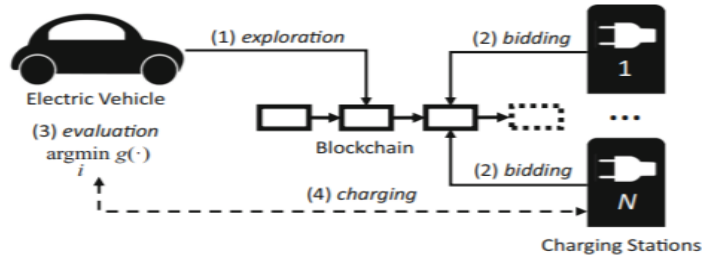 (1) exploration
(2) bidding
1
Electric Vehicle
(3) evaluation
argmin g(·)
i
Blockchain
...
(2) bidding
N
(4) charging
Charging Stations